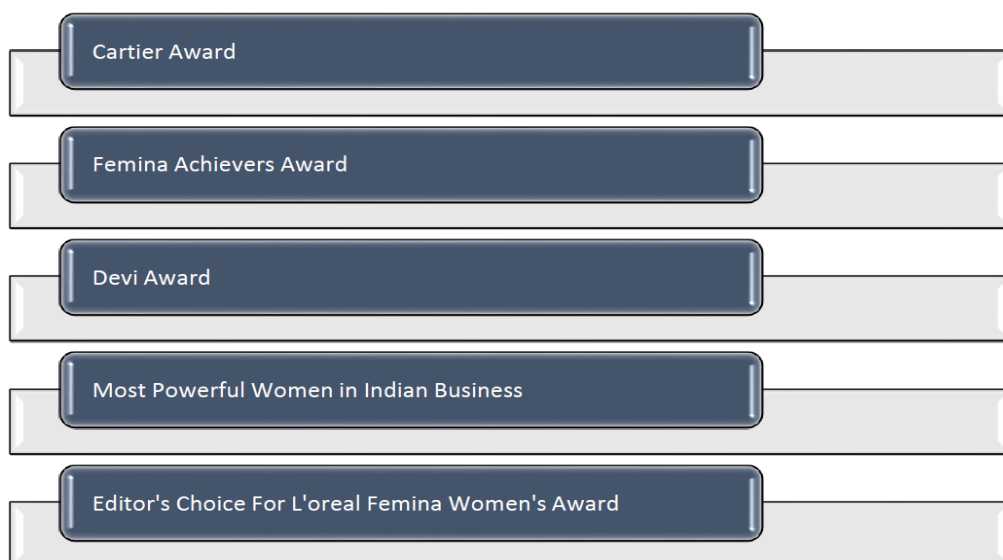 Cartier Award
Femina Achievers Award
Devi Award
Most Powerful Women in Indian Business
Editor's Choice For L'oreal Femina Women's Award